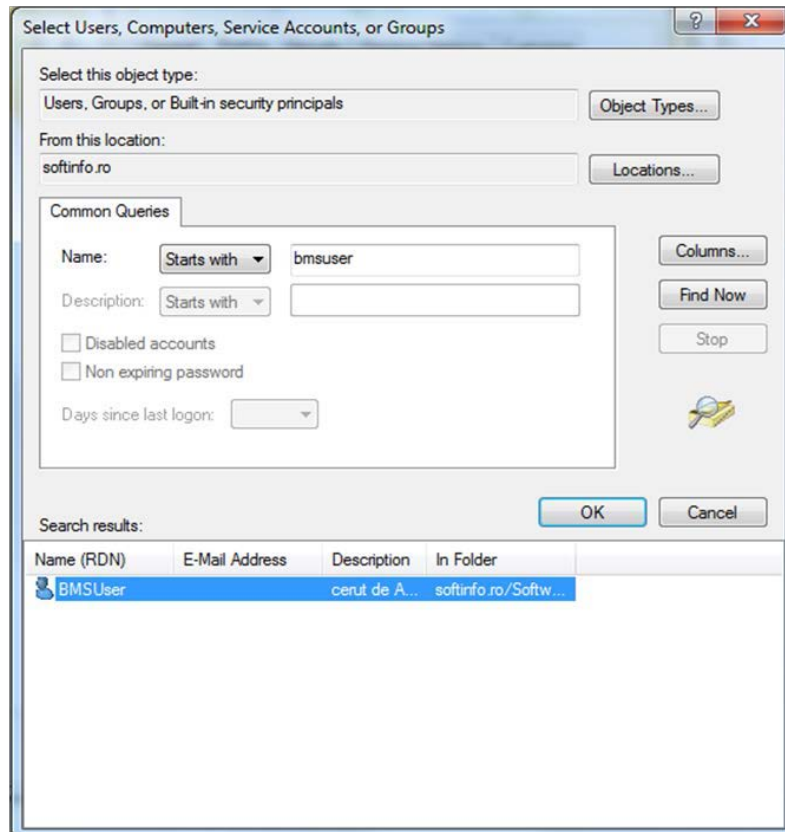 Select Users, Computers, Service Accounts, or Groups
Select this object type:
Users, Groups, or Built-in security principals
Object Types...
From this location:
softinfo.ro
Locations...
Common Queries
Name: Starts with bmsuser
Columns...
Description: Starts with
Find Now
Disabled accounts
Stop
Non expiring password
Days since last logon:
OK Cancel
Search results:
Name (RDN) E-Mail Address Description In Folder
BMSUser cerut de A... softinfo.ro/Softw...